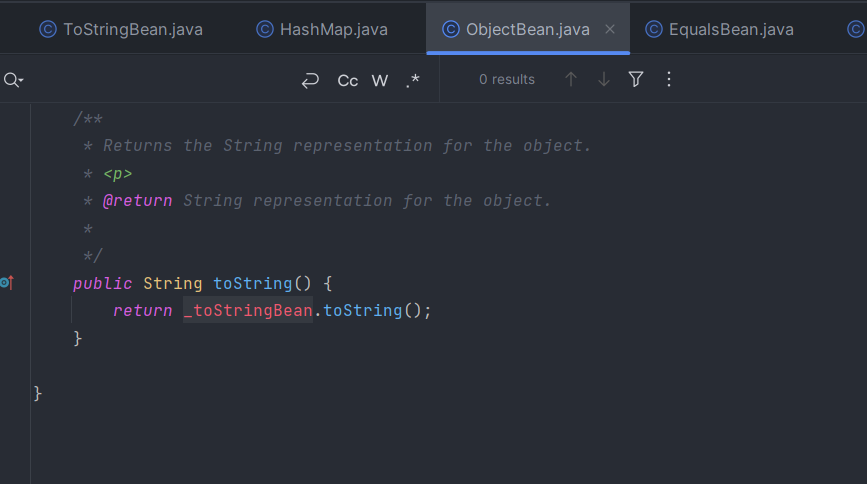 ToStringBean.java HashMap.java ObjectBean.java EqualsBean.java
Cc W .* 0 results
/**
* Returns the String representation for the object.
* <p>
* @return String representation for the object.
*
*/
public String toString() {
return _toStringBean.toString();
}
}